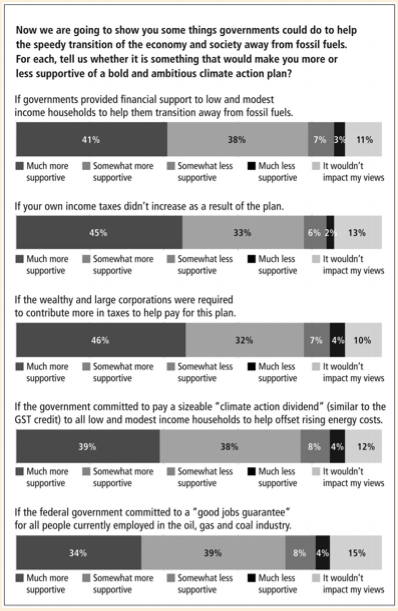 Now we are going to show you some things governments could do to help
the speedy transition of the economy and society away from fossil fuels.
For each, tell us whether it is something that would make you more or
less supportive of a bold and ambitious climate action plan?
If governments provided financial support to low and modest
income households to help them transition away from fossil fuels.
41% 38% 7% 3% 11%
Much more Somewhat more Somewhat less Much less It wouldn't
supportive supportive supportive supportive impact my views
If your own income taxes didn't increase as a result of the plan.
45% 33% 6% 2% 13%
Much more Somewhat more Somewhat less Much less It wouldn't
supportive supportive supportive supportive impact my views
If the wealthy and large corporations were required
to contribute more in taxes to help pay for this plan.
46% 32% 7% 4% 10%
Much more Somewhat more Somewhat less Much less It wouldn't
supportive supportive supportive supportive impact my views
If the government committed to pay a sizeable "climate action dividend" (similar to the
GST credit) to all low and modest income households to help offset rising energy costs.
39% 38% 8% 4% 12%
Much more Somewhat more Somewhat less Much less It wouldn't
supportive supportive supportive supportive impact my views
If the federal government committed to a "good jobs guarantee"
for all people currently employed in the oil, gas and coal industry.
34% 39% 8% 4% 15%
Much more Somewhat more Somewhat less Much less It wouldn't
supportive supportive supportive supportive impact my views